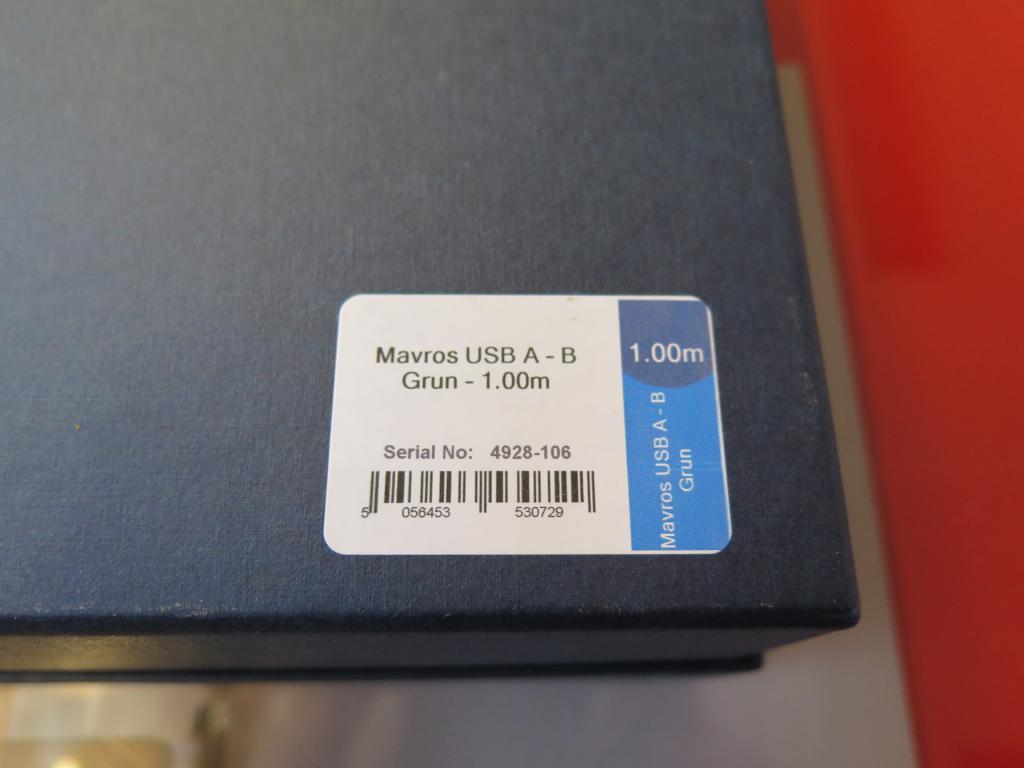 Mavros USB A - B
Grun - 1.00m
Serial No: 4928-106
5 056453 530729
1.00m
Mavros USB A - B
Grun